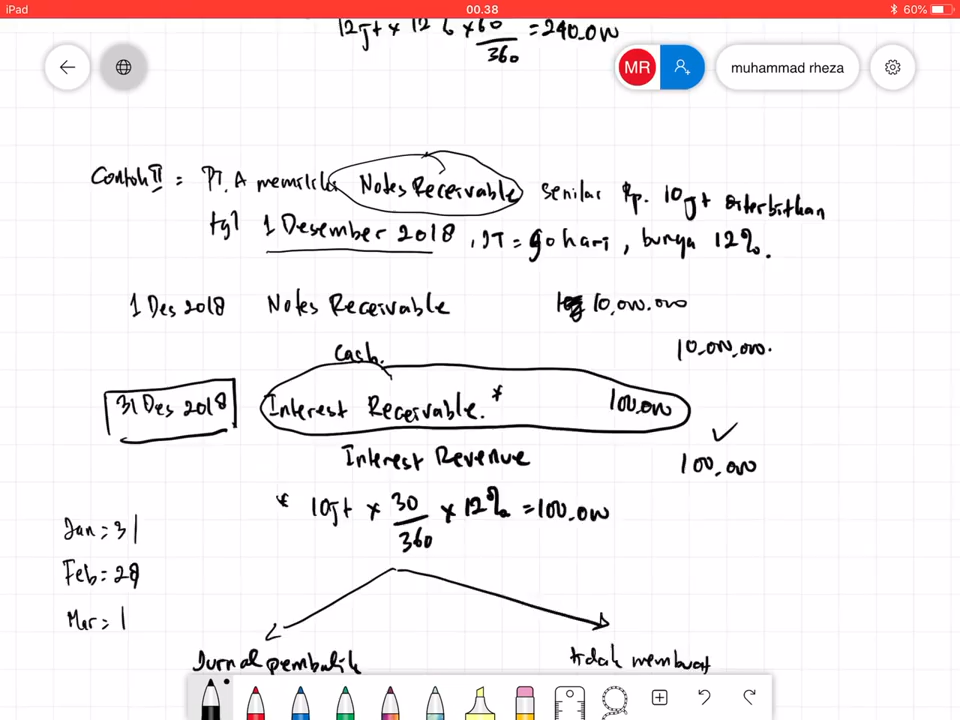 iPad 00.38 60%
12jt x 12% x 60/360 = 240.000
MR muhammad rheza
Contoh II = PT. A memiliki Notes Receivable senilai Rp. 10jt diterbitkan
tgl 1 Desember 2018, JT = 90 hari, bunga 12%.
1 Des 2018 Notes Receivable 10.000.000
Cash. 10.000.000.
31 Des 2018 Interest Receivable.* 100.000
Interest Revenue 100.000
* 10jt x 30/360 x 12% = 100.000
Jan = 31
Feb = 28
Mar = 1
Jurnal pembalik tidak membuat